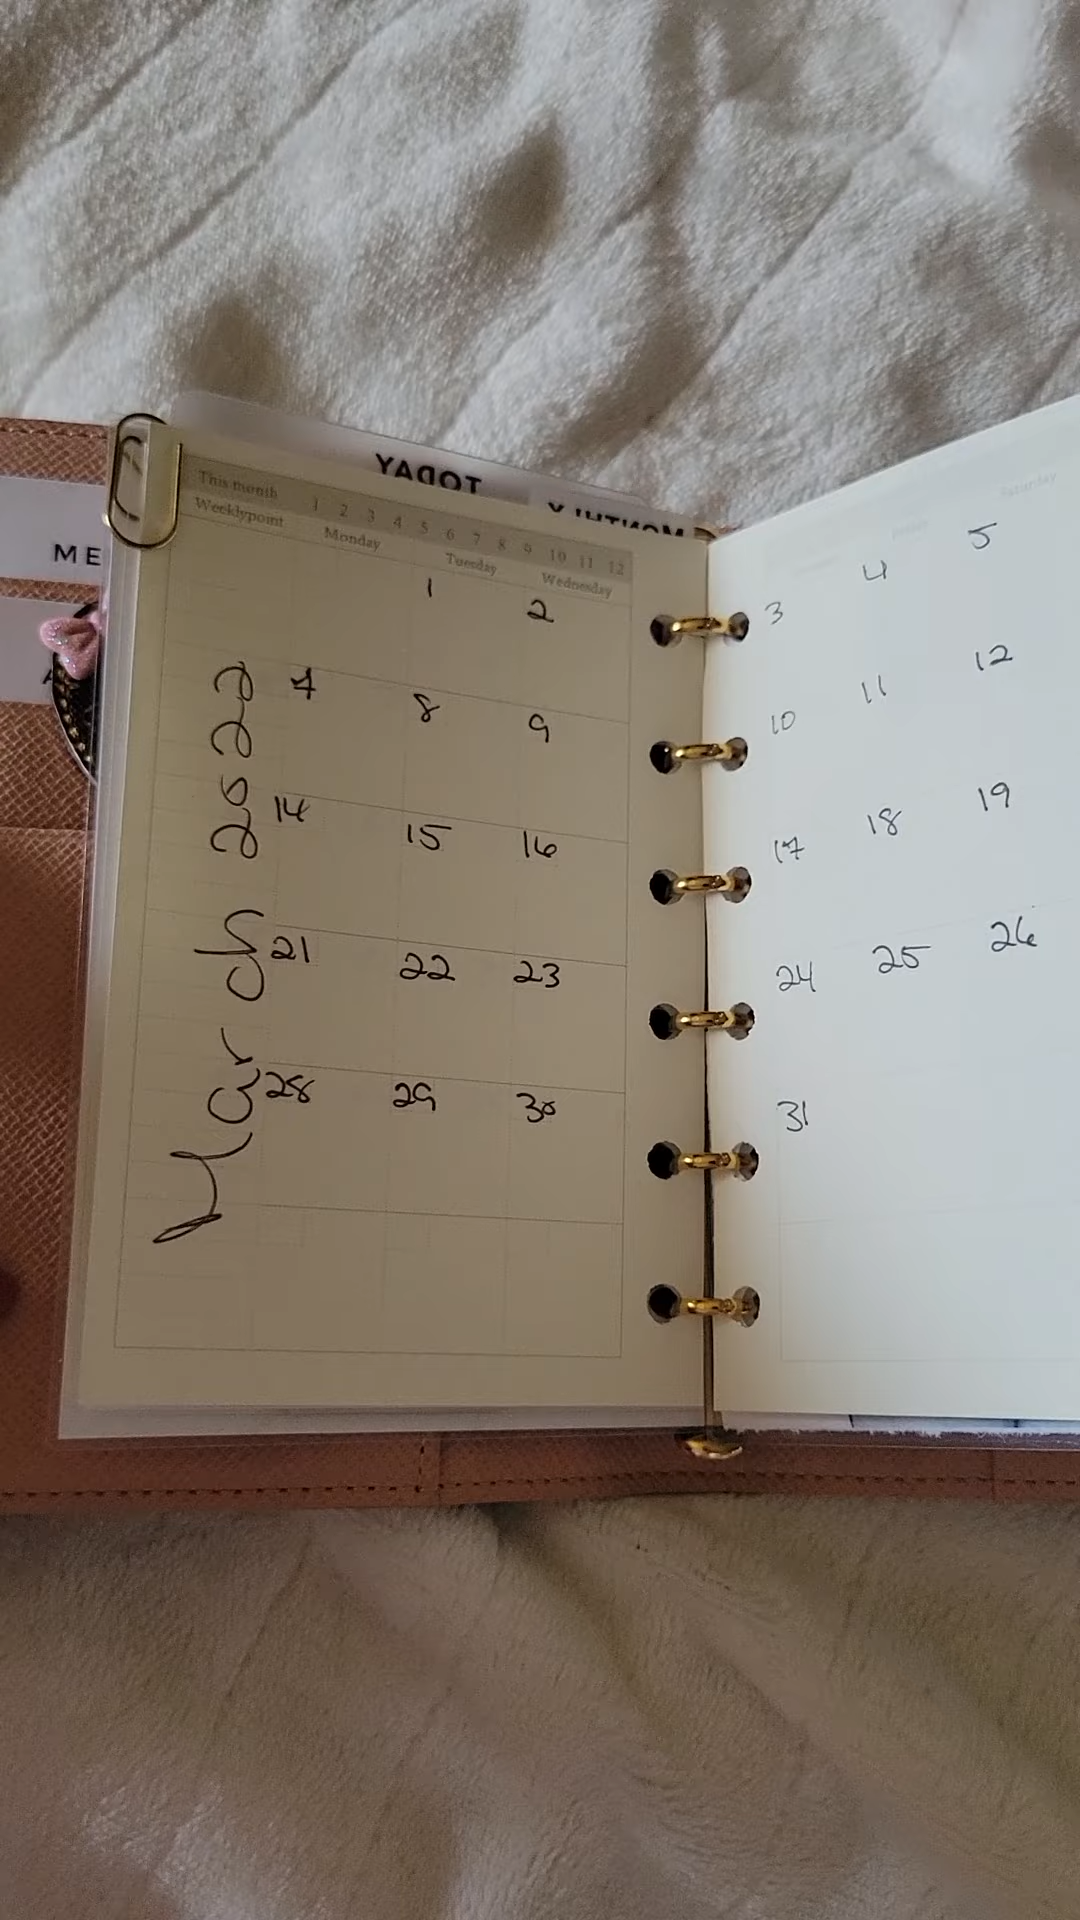 YADOT
MONTHLY
This month 1 2 3 4 5 6 7 8 9 10 11 12
Weeklypoint Monday Tuesday Wednesday
Saturday
ME
March 2022
1 2 3 4 5
7 8 9 10 11 12
14 15 16 17 18 19
21 22 23 24 25 26
28 29 30 31